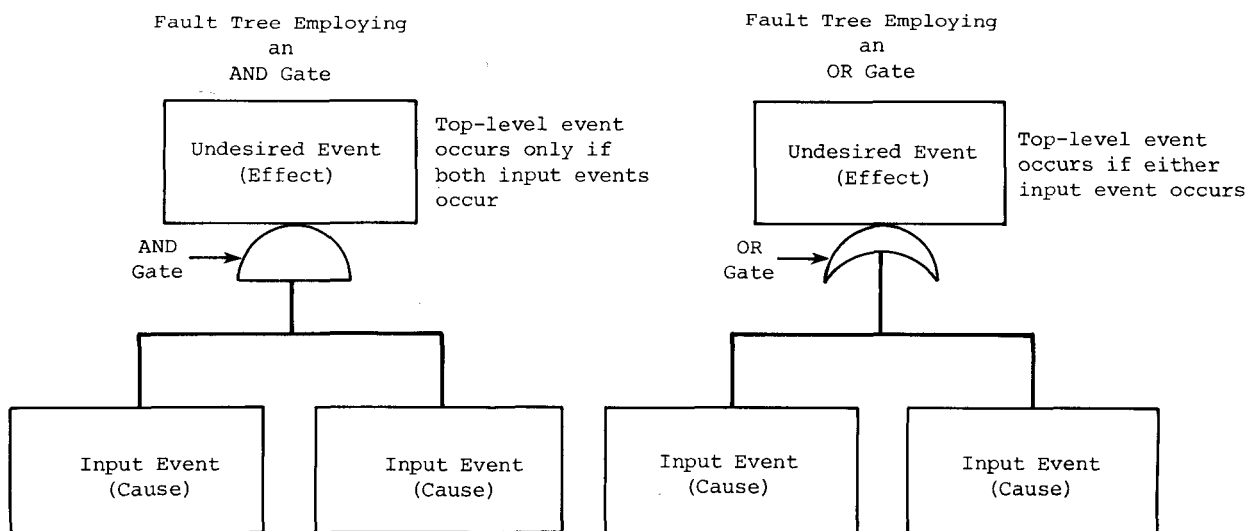 Fault Tree Employing
an
AND Gate
Undesired Event
(Effect)
Top-level event
occurs only if
both input events
occur
AND
Gate
Input Event
(Cause)
Input Event
(Cause)
Fault Tree Employing
an
OR Gate
Undesired Event
(Effect)
Top-level event
occurs if either
input event occurs
OR
Gate
Input Event
(Cause)
Input Event
(Cause)